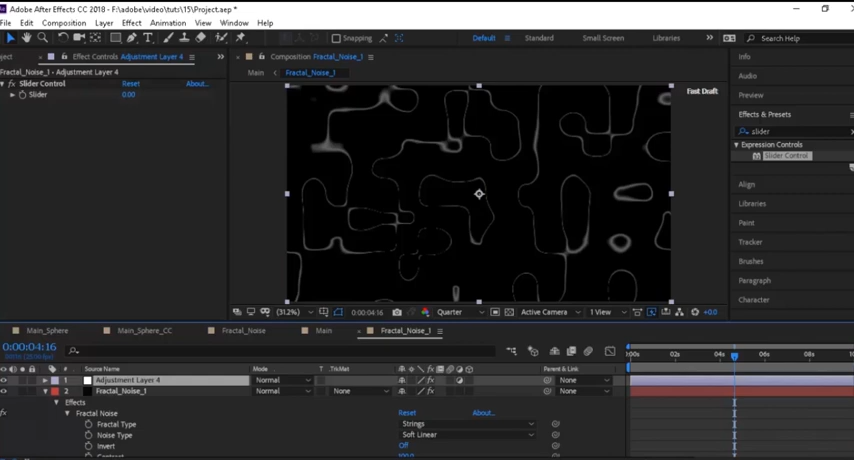 Adobe After Effects CC 2018 - F:\adobe\video\tuts\15\Project.aep *
File Edit Composition Layer Effect Animation View Window Help
Snapping Default Standard Small Screen Libraries Search Help
Effect Controls Adjustment Layer 4
Composition Fractal_Noise_1
Info
Fractal_Noise_1 · Adjustment Layer 4
Main Fractal_Noise_1
Slider Control Reset About...
Slider 0.00
Fast Draft
Audio
Preview
Effects & Presets
slider
Expression Controls
Slider Control
Align
Libraries
Paint
Tracker
Brushes
Paragraph
Character
(31.2%) 0:00:04:16 Quarter Active Camera 1 View +0.0
Main_Sphere Main_Sphere_CC Fractal_Noise Main Fractal_Noise_1
0:00:04:16
:00s 02s 04s 06s 08s
# Source Name Mode T TrkMat Parent & Link
1 Adjustment Layer 4 Normal None
2 Fractal_Noise_1 Normal None None
Effects
Fractal Noise Reset About...
Fractal Type Strings
Noise Type Soft Linear
Invert Off